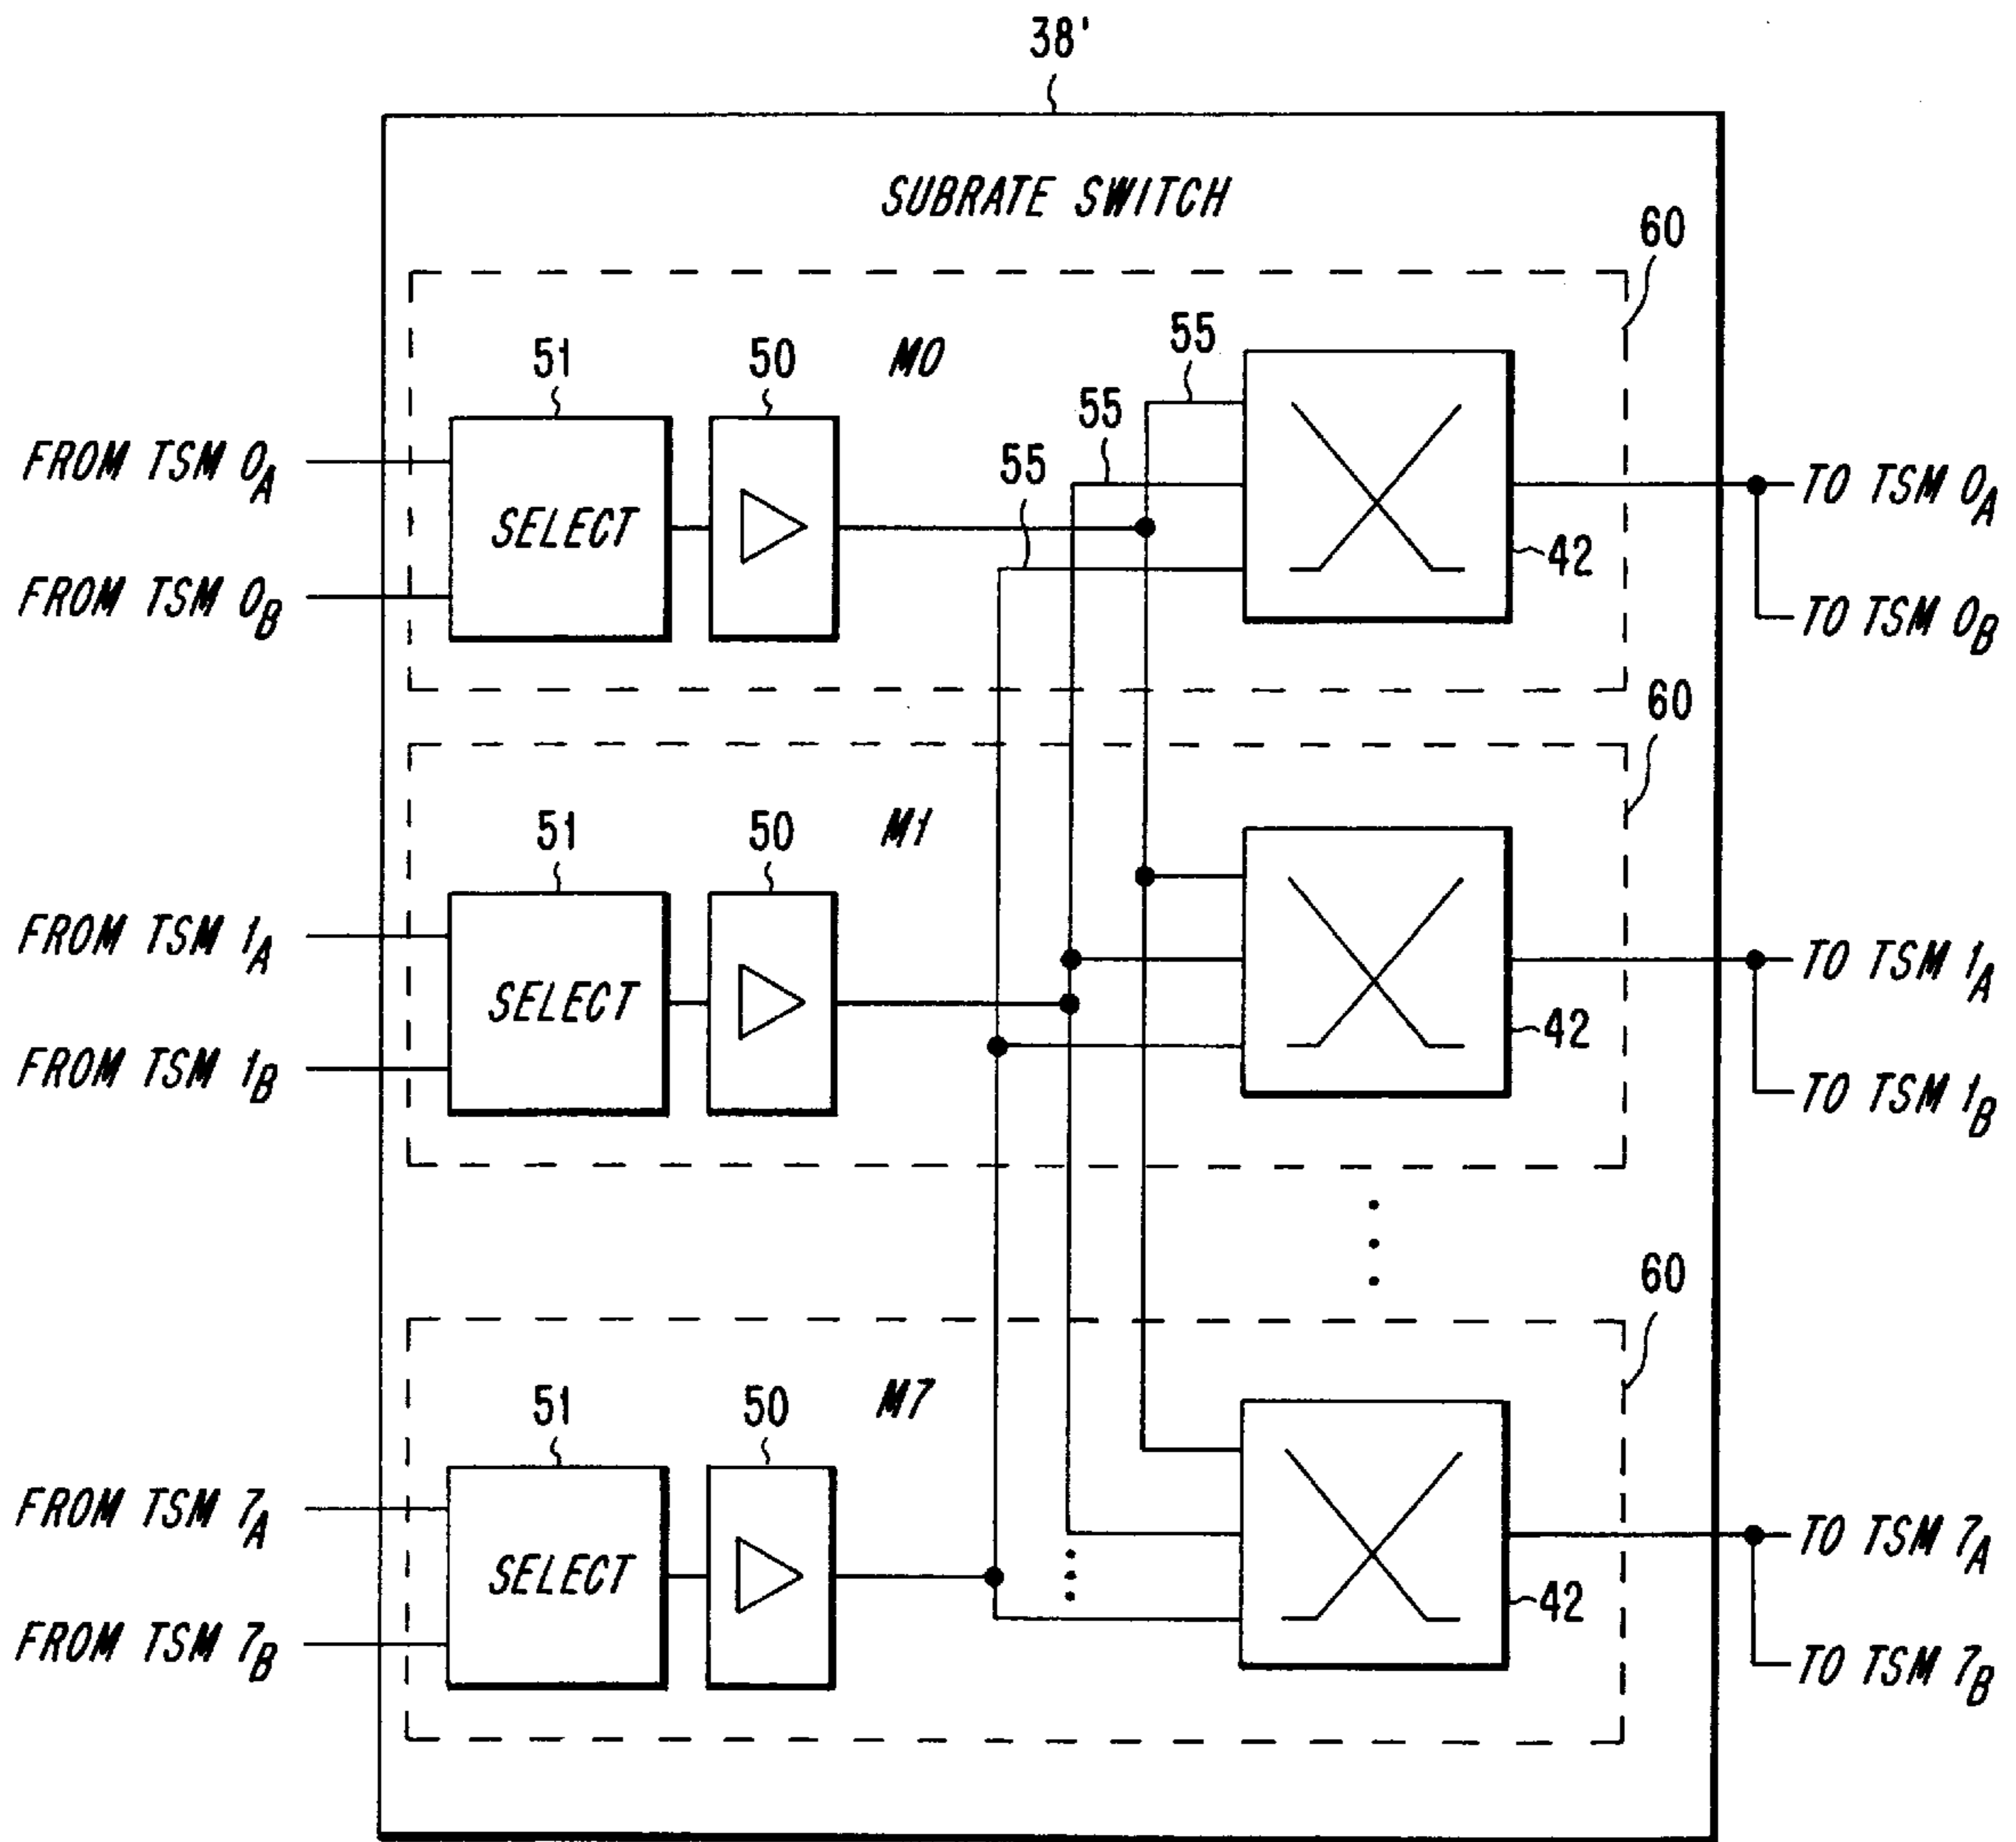 38'
SUBRATE SWITCH
60
51
50
M0
55
55
55
FROM TSM 0A
SELECT
FROM TSM 0B
42
TO TSM 0A
TO TSM 0B
60
51
50
M1
FROM TSM 1A
SELECT
FROM TSM 1B
42
TO TSM 1A
TO TSM 1B
60
51
50
M7
FROM TSM 7A
SELECT
FROM TSM 7B
42
TO TSM 7A
TO TSM 7B